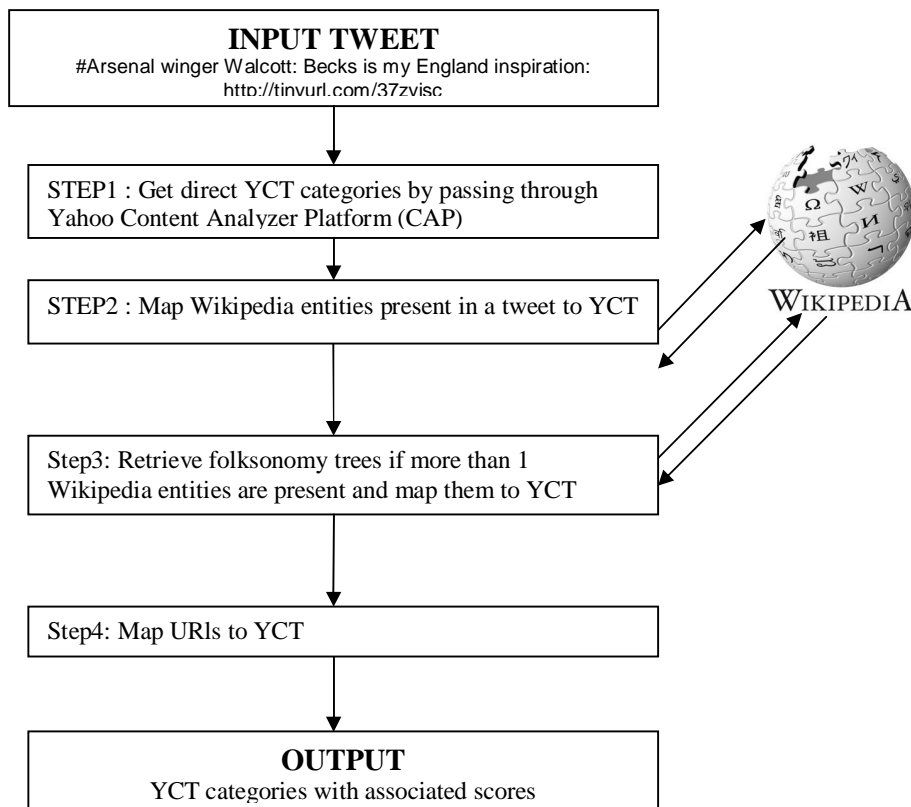 INPUT TWEET
#Arsenal winger Walcott: Becks is my England inspiration:
http://tinyurl.com/37zyisc
STEP1 : Get direct YCT categories by passing through
Yahoo Content Analyzer Platform (CAP)
STEP2 : Map Wikipedia entities present in a tweet to YCT
Ω
W
И
祖
WIKIPEDIA
Step3: Retrieve folksonomy trees if more than 1
Wikipedia entities are present and map them to YCT
Step4: Map URls to YCT
OUTPUT
YCT categories with associated scores